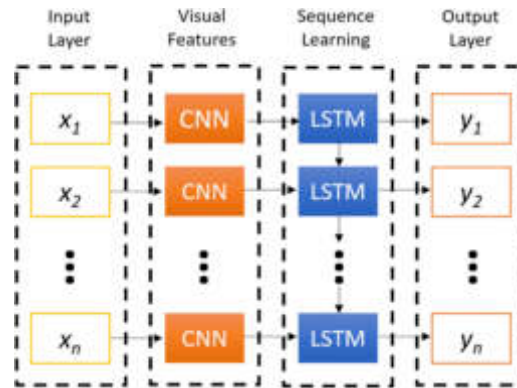 Input Layer
Visual Features
Sequence Learning
Output Layer
x1 CNN LSTM y1
x2 CNN LSTM y2
xn CNN LSTM yn